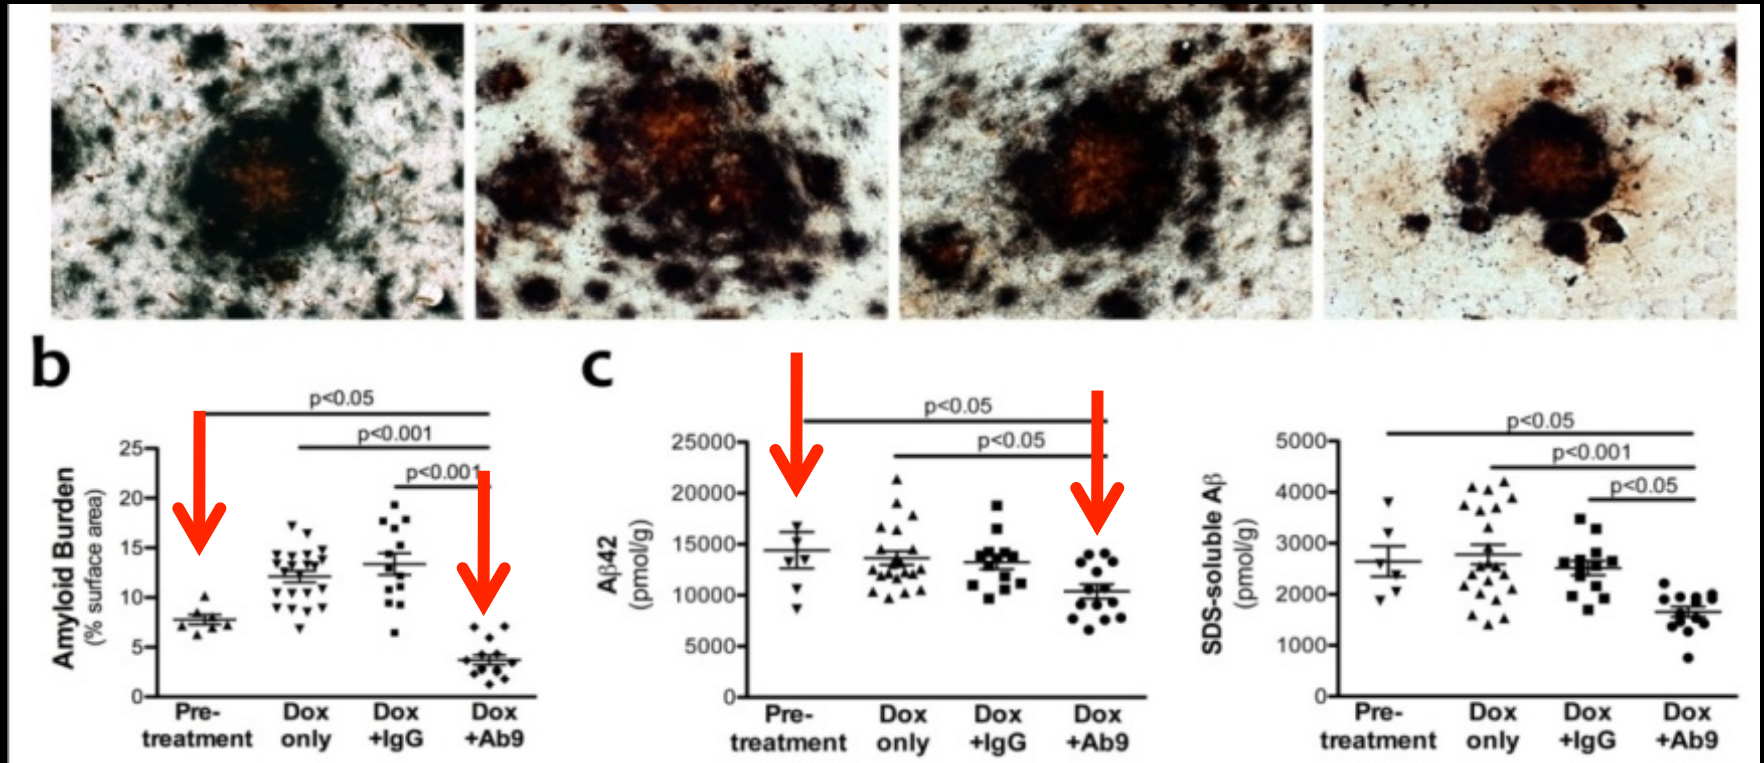 b
p<0.05
p<0.001
p<0.001
Amyloid Burden
(% surface area)
25
20
15
10
5
0
Pre-
treatment
Dox
only
Dox
+IgG
Dox
+Ab9
c
p<0.05
p<0.05
Aβ42
(pmol/g)
25000
20000
15000
10000
5000
0
Pre-
treatment
Dox
only
Dox
+IgG
Dox
+Ab9
p<0.05
p<0.001
p<0.05
SDS-soluble Aβ
(pmol/g)
5000
4000
3000
2000
1000
0
Pre-
treatment
Dox
only
Dox
+IgG
Dox
+Ab9